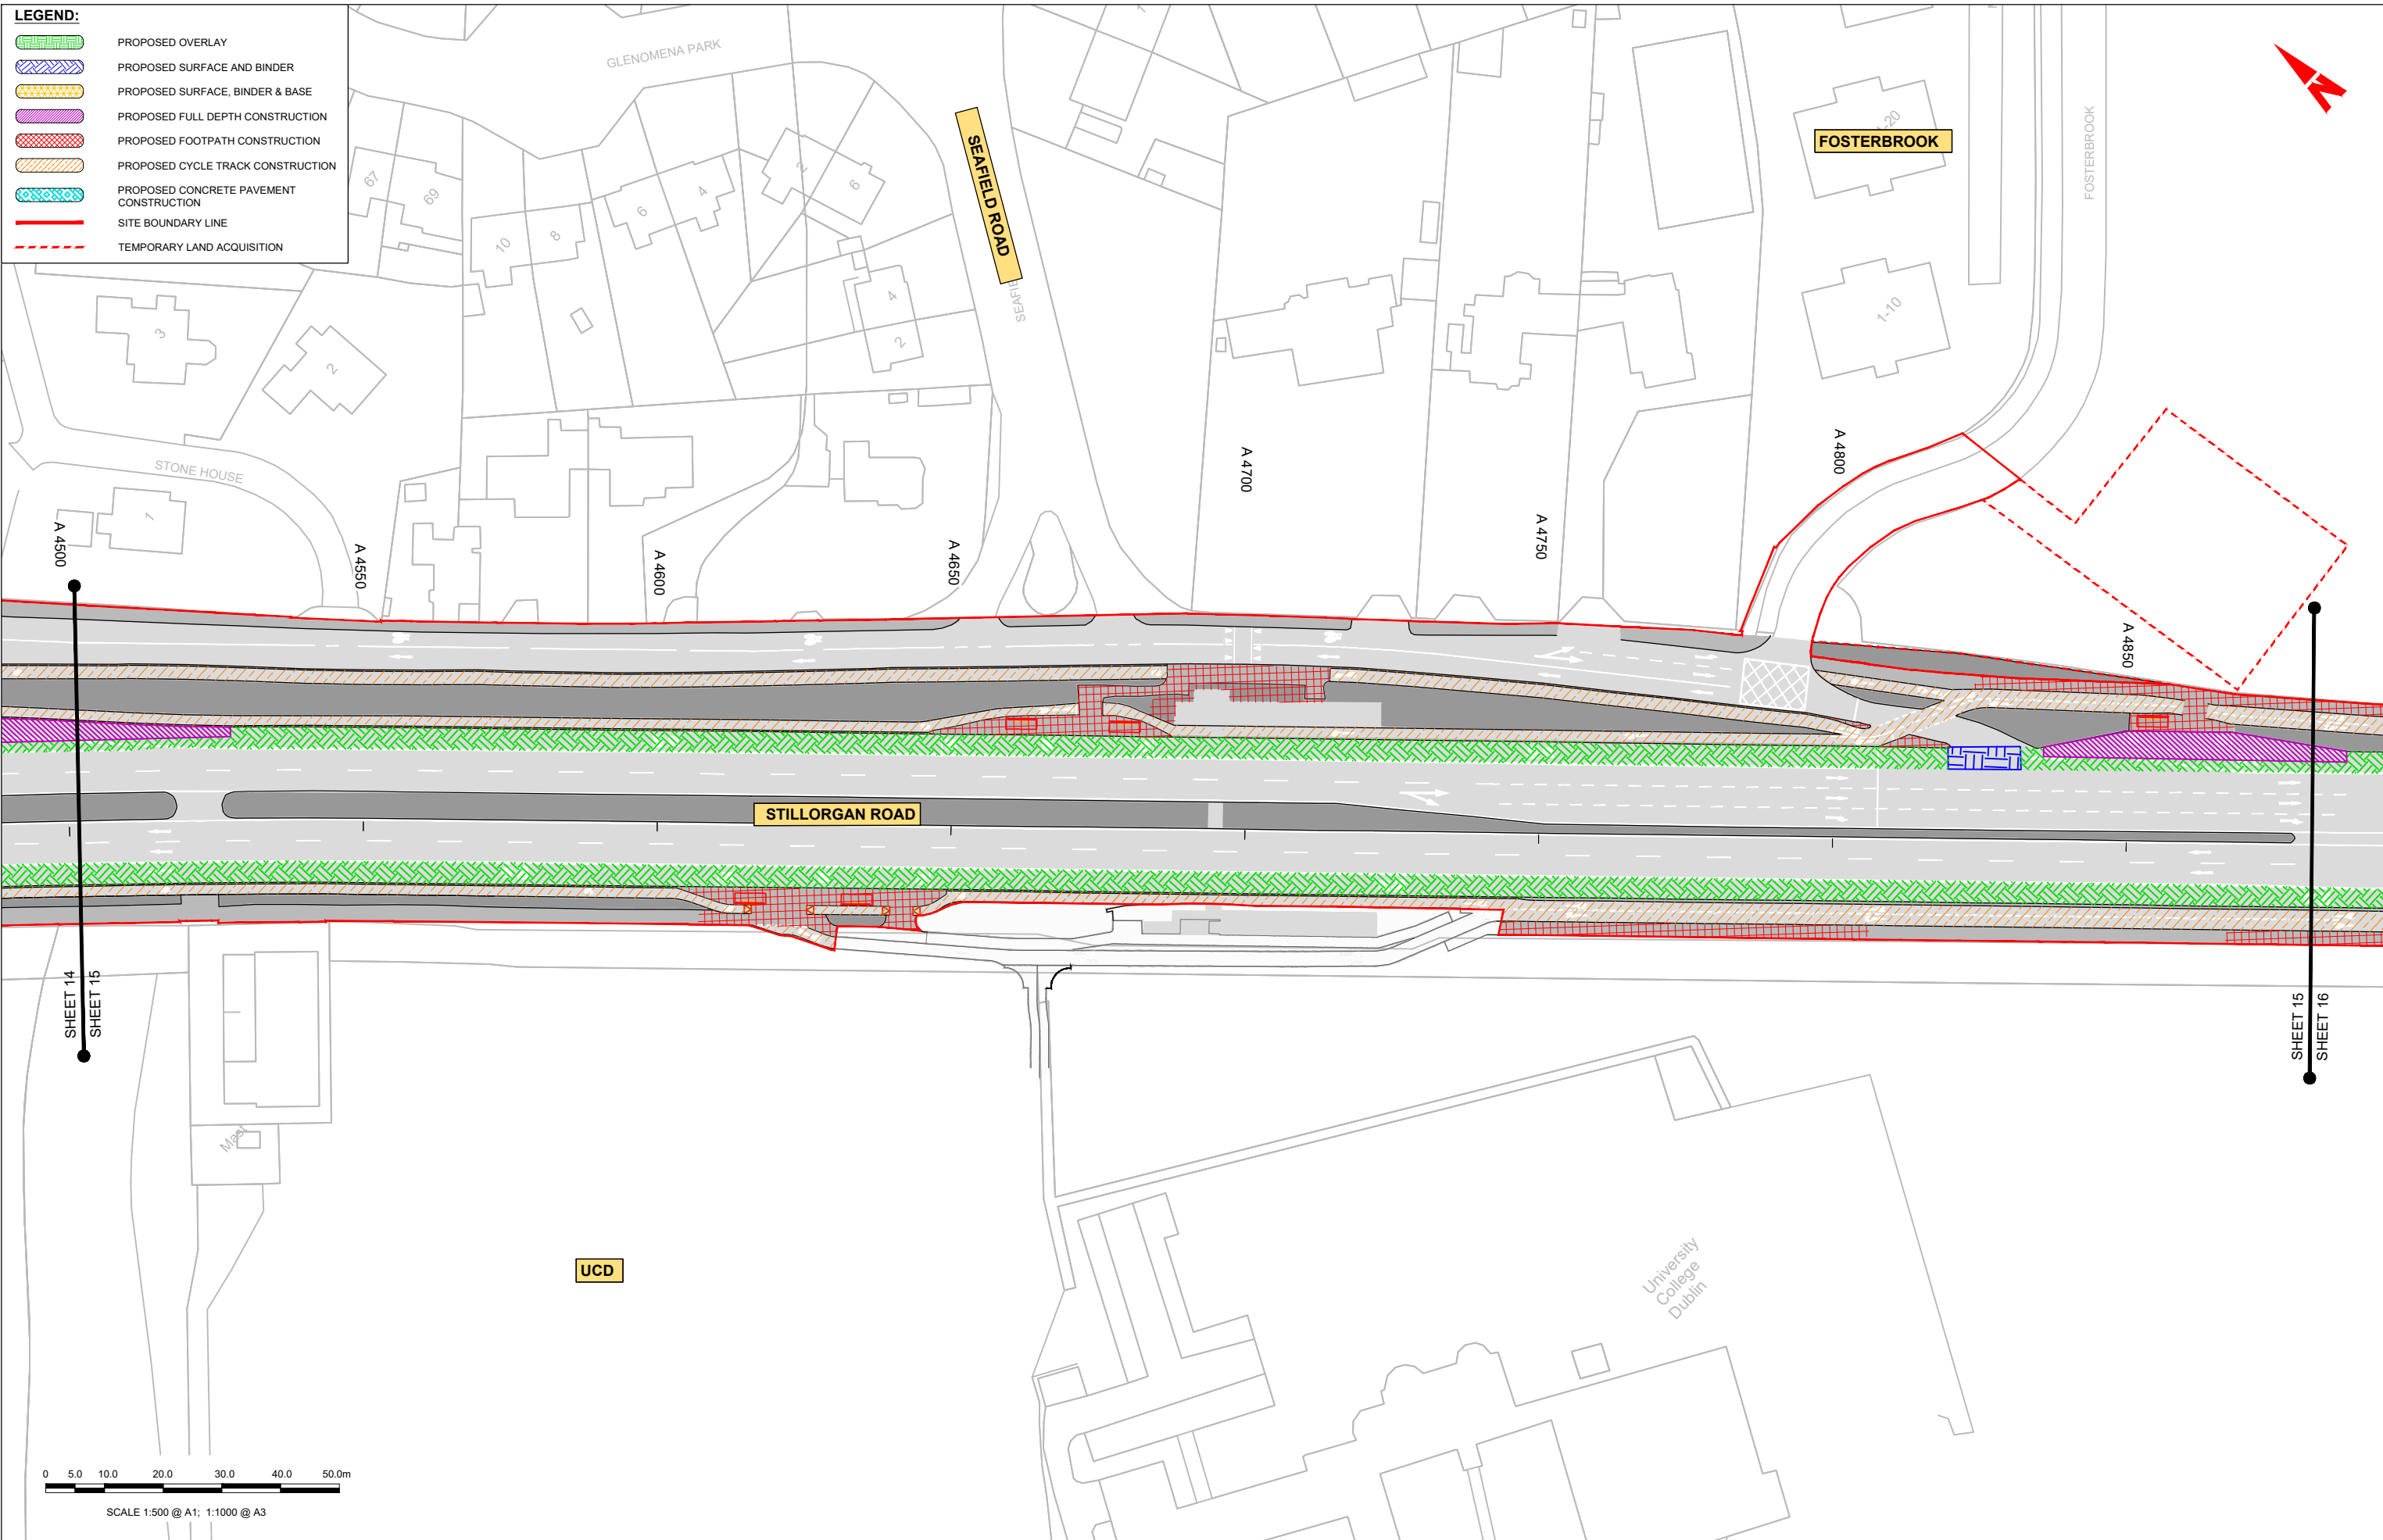 LEGEND:
PROPOSED OVERLAY
PROPOSED SURFACE AND BINDER
PROPOSED SURFACE, BINDER & BASE
PROPOSED FULL DEPTH CONSTRUCTION
PROPOSED FOOTPATH CONSTRUCTION
PROPOSED CYCLE TRACK CONSTRUCTION
PROPOSED CONCRETE PAVEMENT
CONSTRUCTION
SITE BOUNDARY LINE
TEMPORARY LAND ACQUISITION
GLENOMENA PARK
SEAFIELD ROAD
FOSTERBROOK
FOSTERBROOK
N
67
69
10
8
6
4
2
6
4
2
3
2
1
1-10
STONE HOUSE
A 4500
A 4550
A 4600
A 4650
A 4700
A 4750
A 4800
A 4850
STILLORGAN ROAD
SHEET 14
SHEET 15
SHEET 15
SHEET 16
Mast
UCD
University
College
Dublin
0 5.0 10.0 20.0 30.0 40.0 50.0m
SCALE 1:500 @ A1; 1:1000 @ A3